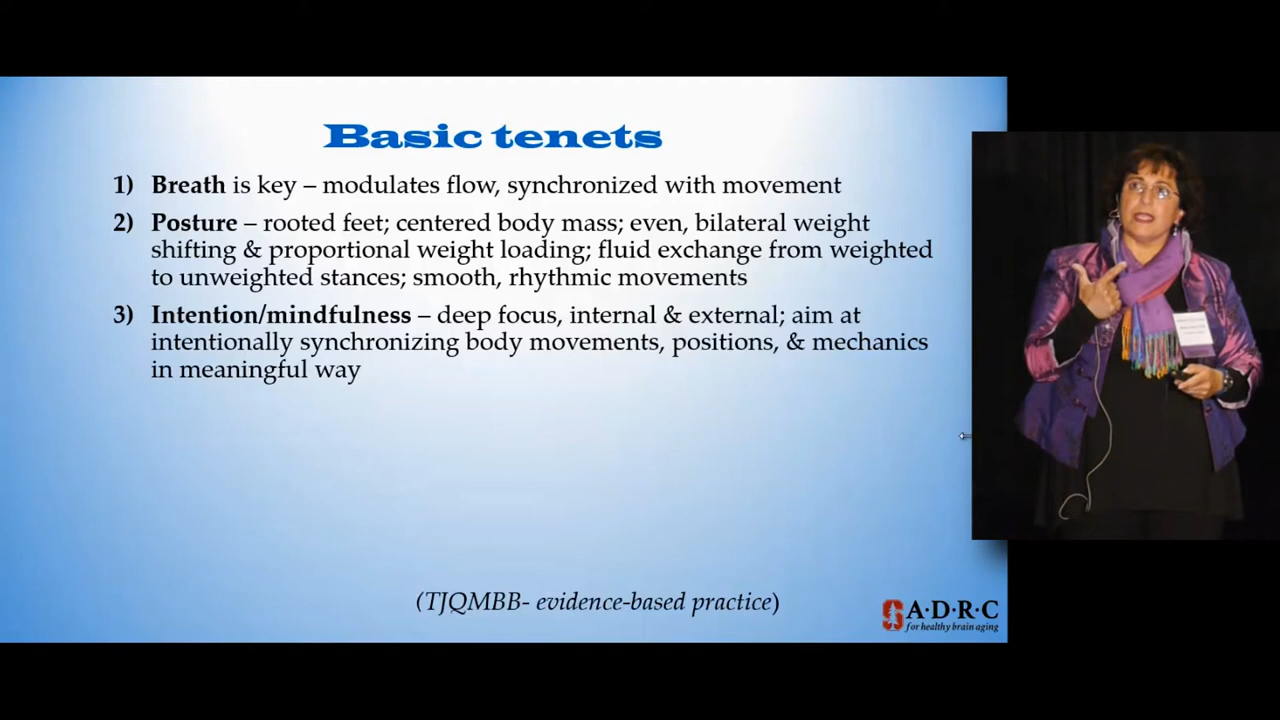 Basic tenets
1) Breath is key – modulates flow, synchronized with movement
2) Posture – rooted feet; centered body mass; even, bilateral weight
shifting & proportional weight loading; fluid exchange from weighted
to unweighted stances; smooth, rhythmic movements
3) Intention/mindfulness – deep focus, internal & external; aim at
intentionally synchronizing body movements, positions, & mechanics
in meaningful way
(TJQMBB- evidence-based practice)
A·D·R·C
for healthy brain aging